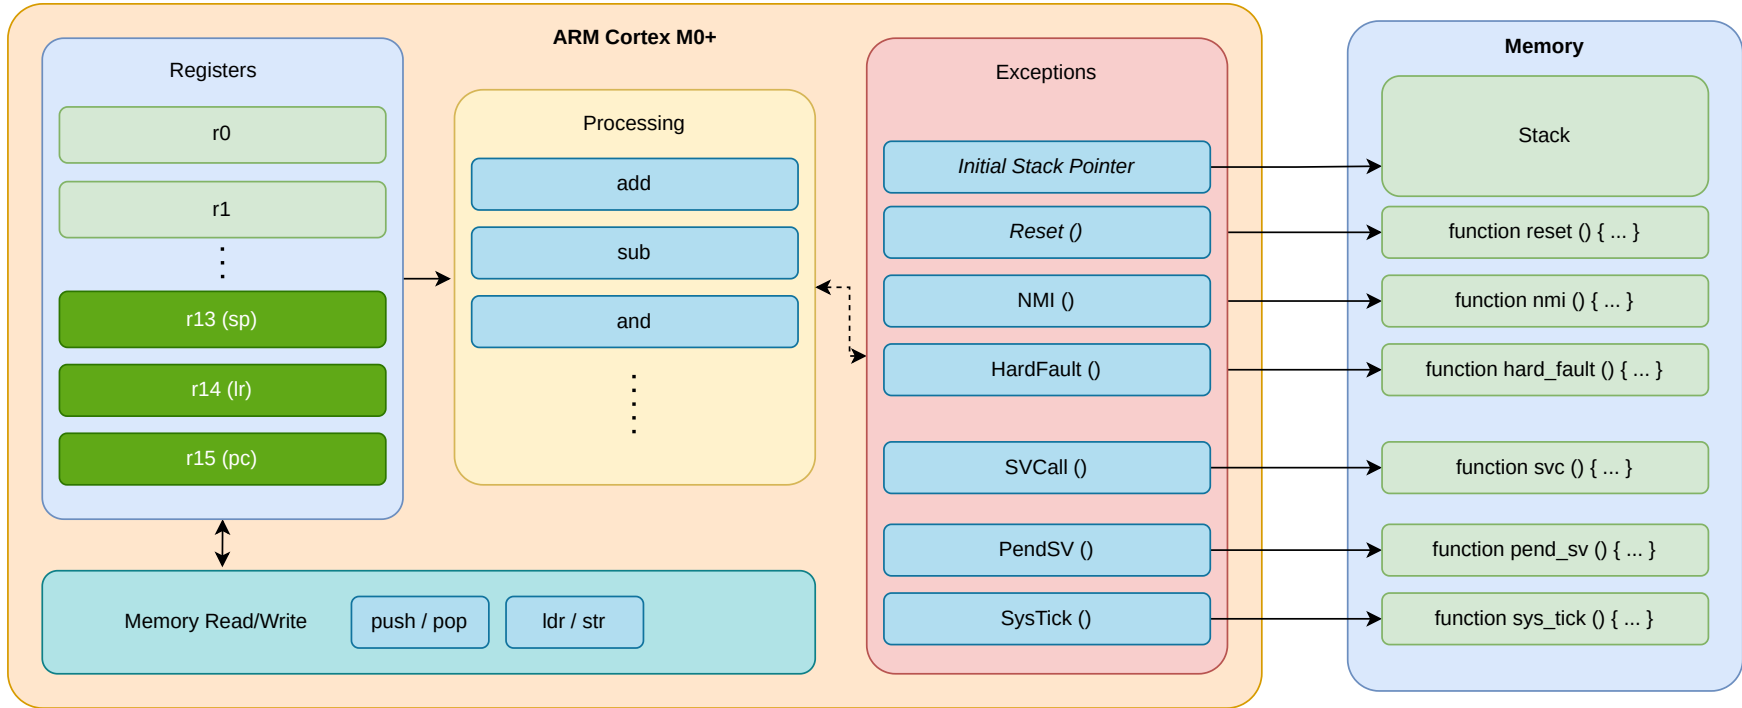 ARM Cortex M0+
Registers
r0
r1
r13 (sp)
r14 (lr)
r15 (pc)
Processing
add
sub
and
Memory Read/Write
push / pop
ldr / str
Exceptions
Initial Stack Pointer
Reset ()
NMI ()
HardFault ()
SVCall ()
PendSV ()
SysTick ()
Memory
Stack
function reset () { ... }
function nmi () { ... }
function hard_fault () { ... }
function svc () { ... }
function pend_sv () { ... }
function sys_tick () { ... }